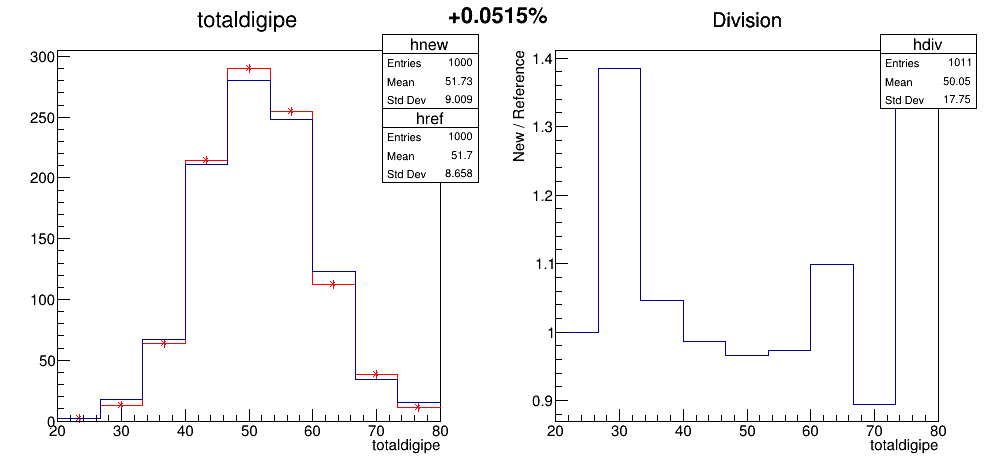 +0.0515%
totaldigipe
hnew
Entries 1000
Mean 51.73
Std Dev 9.009
href
Entries 1000
Mean 51.7
Std Dev 8.658
300
250
200
150
100
50
0
20 30 40 50 60 70 80
totaldigipe
Division
hdiv
Entries 1011
Mean 50.05
Std Dev 17.75
New / Reference
1.4
1.3
1.2
1.1
1
0.9
20 30 40 50 60 70 80
totaldigipe